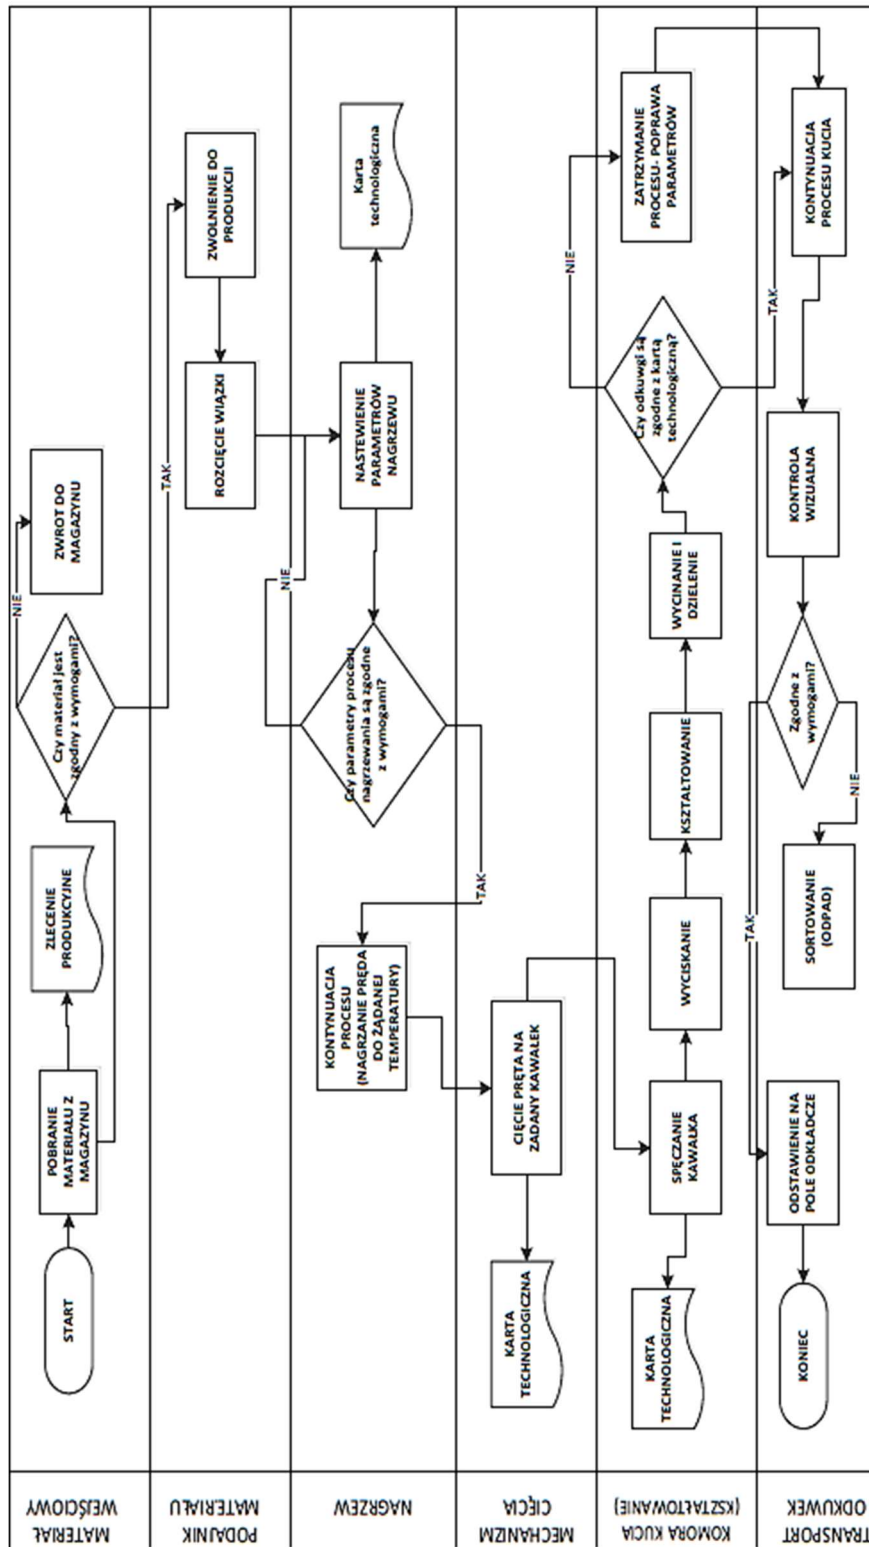 MATERIAŁ
WEJŚCIOWY
START
POBRANIE
MATERIAŁU Z
MAGAZYNU
ZLECENIE
PRODUKCYJNE
Czy materiał jest
zgodny z wymogami?
NIE
ZWROT DO
MAGAZYNU
TAK
PODAJNIK
MATERIAŁU
ROZCIĘCIE WIĄZKI
ZWOLNIENIE DO
PRODUKCJI
NAGRZEW
KONTYNUACJA
PROCESU
(NAGRZANIE PRĘDA
DO ŻĄDANEJ
TEMPERATURY)
Czy parametry procesu
nagrzewania są zgodne
z wymogami?
NIE
NASTEWIENIE
PARAMETRÓW
NAGRZEWU
Karta
technologiczna
TAK
MECHANIZM
CIĘCIA
KARTA
TECHNOLOGICZNA
CIĘCIE PRĘTA NA
ZADANY KAWAŁEK
KOMORA KUCIA
(KSZTAŁTOWANIE)
KARTA
TECHNOLOGICZNA
SPĘCZANIE
KAWAŁKA
WYCISKANIE
KSZTAŁTOWANIE
WYCINANIE I
DZIELENIE
Czy odkuwgi są
zgodne z kartą
technologiczną?
NIE
ZATRZYMANIE
PROCESU- POPRAWA
PARAMETRÓW
TAK
TRANSPORT
ODKUWEK
KONIEC
ODSTAWIENIE NA
POLE ODKŁADCZE
TAK
SORTOWANIE
(ODPAD)
NIE
Zgodne z
wymogami?
KONTROLA
WIZUALNA
KONTYNUACJA
PROCESU KUCIA